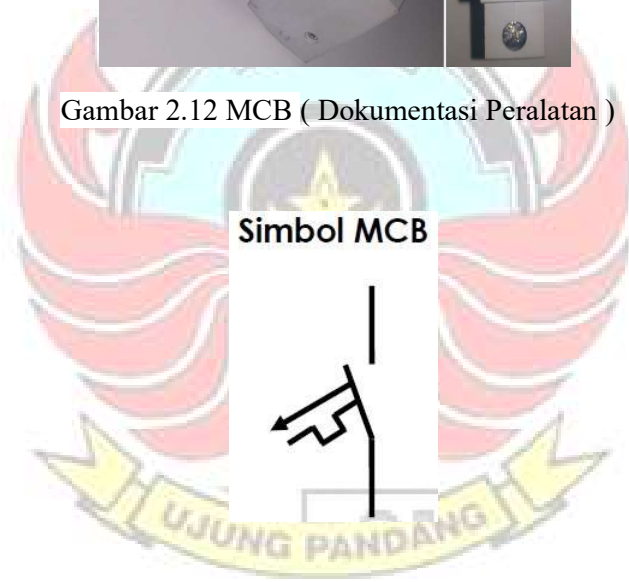 Gambar 2.12 MCB ( Dokumentasi Peralatan )
Simbol MCB
UJUNG PANDANG